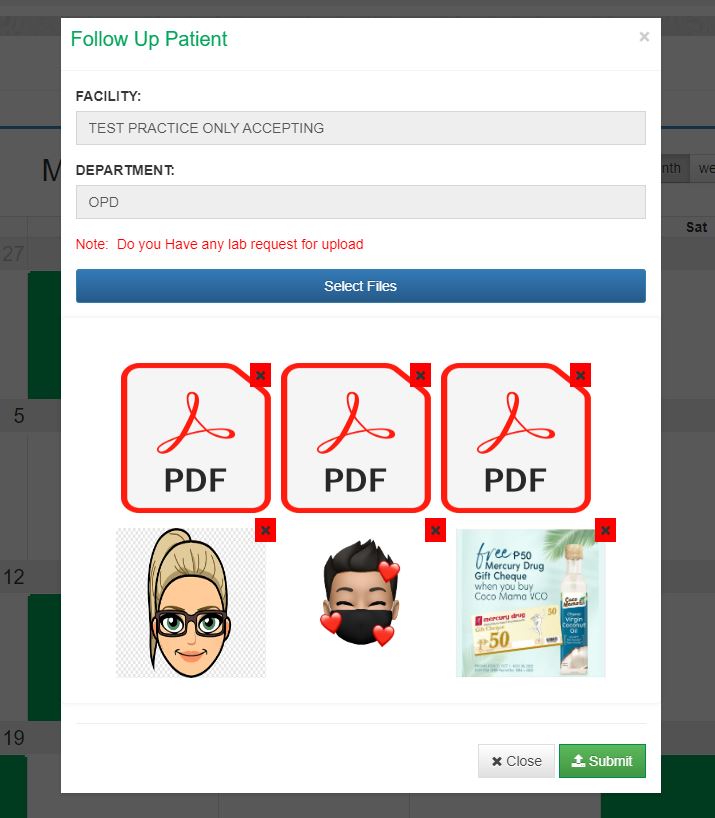 Follow Up Patient
×
FACILITY:
TEST PRACTICE ONLY ACCEPTING
DEPARTMENT:
OPD
Note: Do you Have any lab request for upload
Select Files
PDF PDF PDF
free P50
Mercury Drug
Gift Cheque
when you buy
Coco Mama VCO
mercury drug
Gift Cheque
50
₱50
Coco
Mama
Virgin
Coconut
Oil
Close Submit
M
nth we
Sat
27
5
12
19